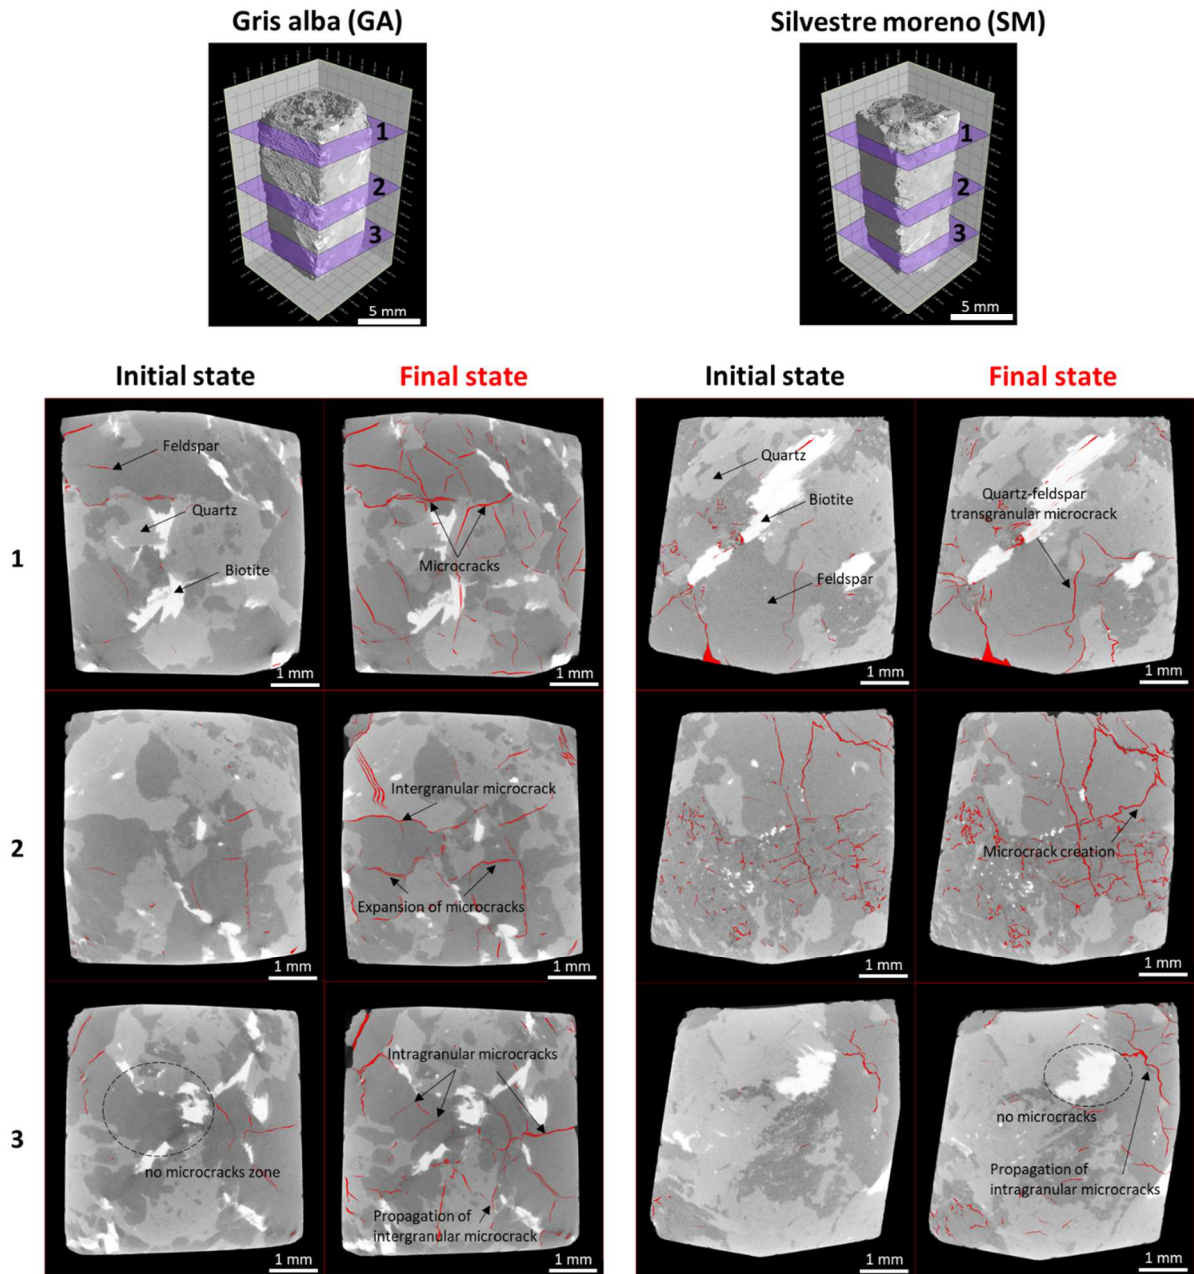 Gris alba (GA)
Silvestre moreno (SM)
1
2
3
5 mm
1
2
3
5 mm
Initial state
Final state
Initial state
Final state
1
Feldspar
Quartz
Biotite
1 mm
Microcracks
1 mm
Quartz
Biotite
Feldspar
1 mm
Quartz-feldspar
transgranular microcrack
1 mm
2
1 mm
Intergranular microcrack
Expansion of microcracks
1 mm
1 mm
Microcrack creation
1 mm
3
no microcracks zone
1 mm
Intragranular microcracks
Propagation of
intergranular microcrack
1 mm
1 mm
no microcracks
Propagation of
intragranular microcracks
1 mm